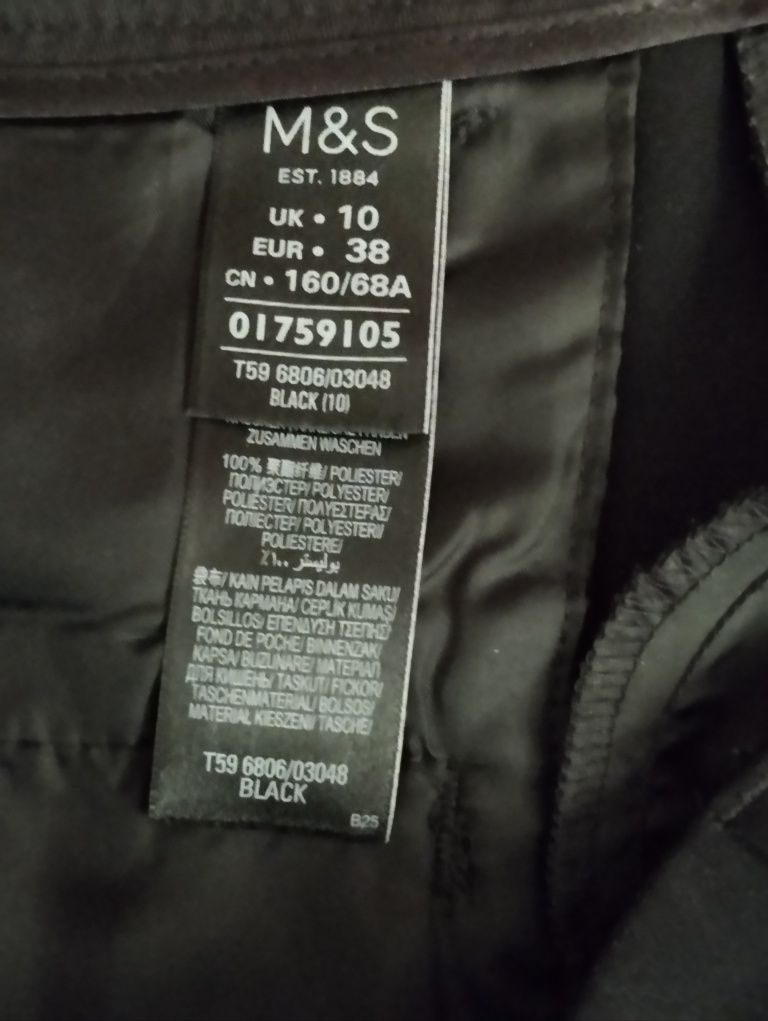 M&S
EST. 1884
UK • 10
EUR • 38
CN • 160/68A
01759105
T59 6806/03048
BLACK (10)
ZUSAMMEN WASCHEN
100% 聚酯纤维/ POLIESTER/
ПОЛИЭСТЕР/ POLYESTER/
POLIESTER/ ΠΟΛΥΕΣΤΕΡΑΣ/
ПОЛІЕСТЕР/ POLYESTERI/
POLIESTERE/
٪١٠٠ بوليستر
袋布/ KAIN PELAPIS DALAM SAKU/
ТКАНЬ КАРМАНА/ CEPLİK KUMAŞ/
BOLSILLOS/ ΕΠΕΝΔΥΣΗ ΤΣΕΠΗΣ/
FOND DE POCHE/ BINNENZAK/
KAPSA/ BUZUNARE/ МАТЕРІАЛ
ДЛЯ КИШЕНЬ/ TASKUT/ FICKOR/
TASCHENMATERIAL/ BOLSOS/
MATERIAŁ KIESZENI/ TASCHE/
T59 6806/03048
BLACK
B25